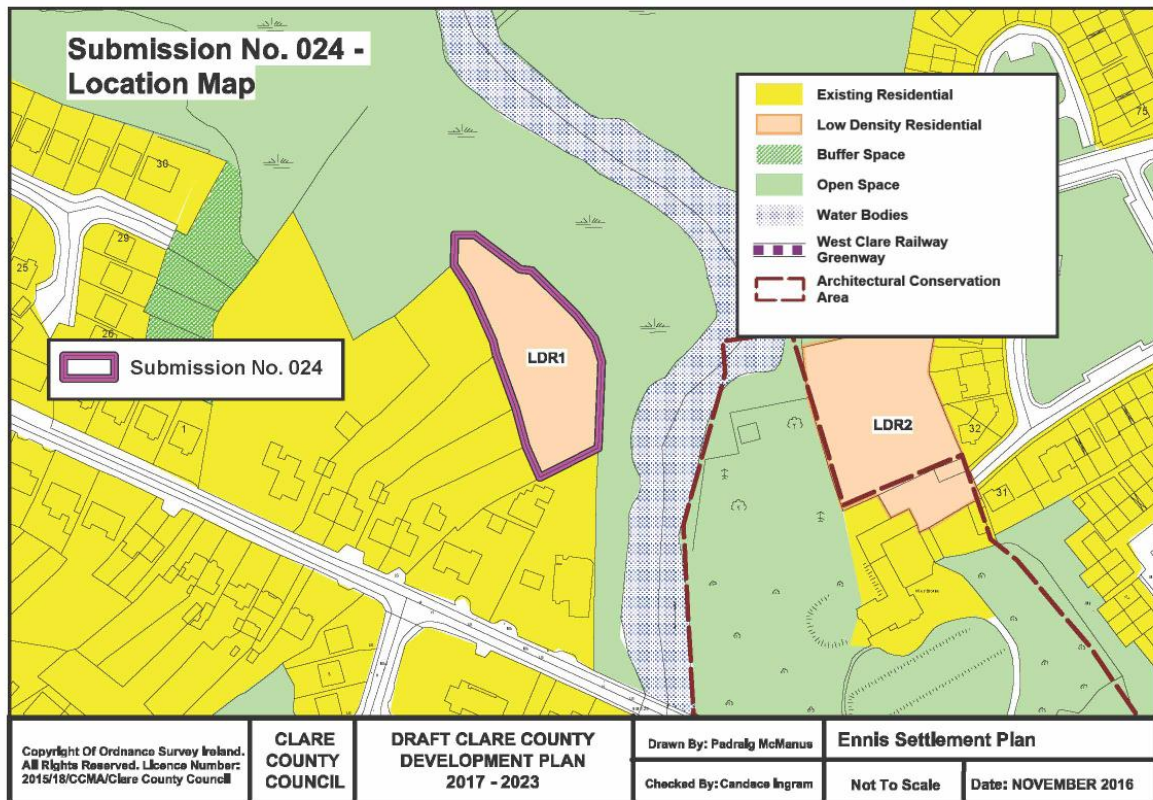 Submission No. 024 -
Location Map
Existing Residential
Low Density Residential
Buffer Space
Open Space
Water Bodies
West Clare Railway
Greenway
Architectural Conservation
Area
75
30
29
25
26
Submission No. 024
1
LDR1
LDR2
32
31
Copyright Of Ordnance Survey Ireland.
All Rights Reserved. Licence Number:
2015/18/CCMA/Clare County Council
CLARE
COUNTY
COUNCIL
DRAFT CLARE COUNTY
DEVELOPMENT PLAN
2017 - 2023
Drawn By: Padraig McManus
Checked By: Candace Ingram
Ennis Settlement Plan
Not To Scale
Date: NOVEMBER 2016